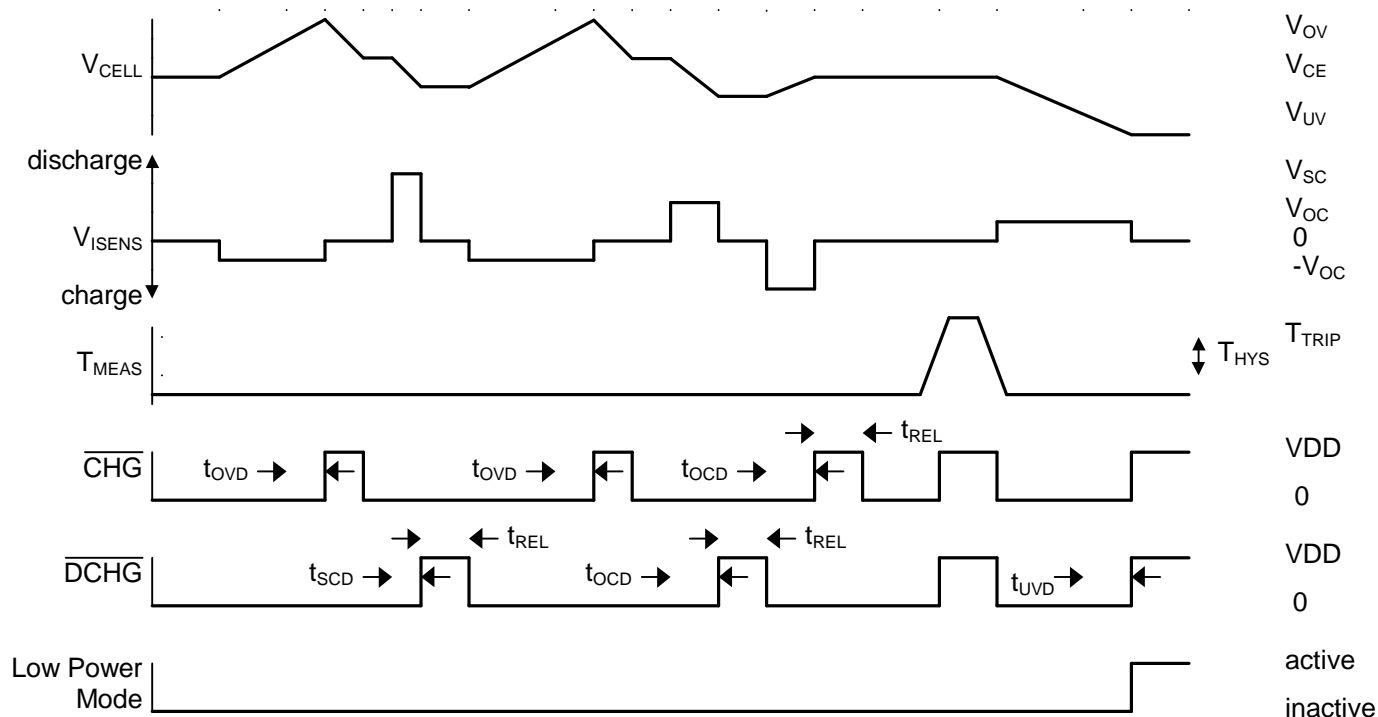 V_OV
V_CELL
V_CE
V_UV
discharge
V_SC
V_OC
V_ISENS
0
-V_OC
charge
T_TRIP
T_MEAS
T_HYS
t_REL
CHG
t_OVD
t_OVD
t_OCD
VDD
0
t_REL
t_REL
DCHG
t_SCD
t_OCD
t_UVD
VDD
0
Low Power
Mode
active
inactive